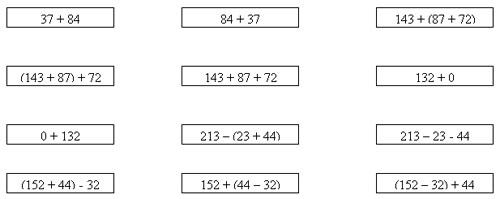 37 + 84
84 + 37
143 + (87 + 72)
(143 + 87) + 72
143 + 87 + 72
132 + 0
0 + 132
213 – (23 + 44)
213 – 23 - 44
(152 + 44) - 32
152 + (44 – 32)
(152 – 32) + 44